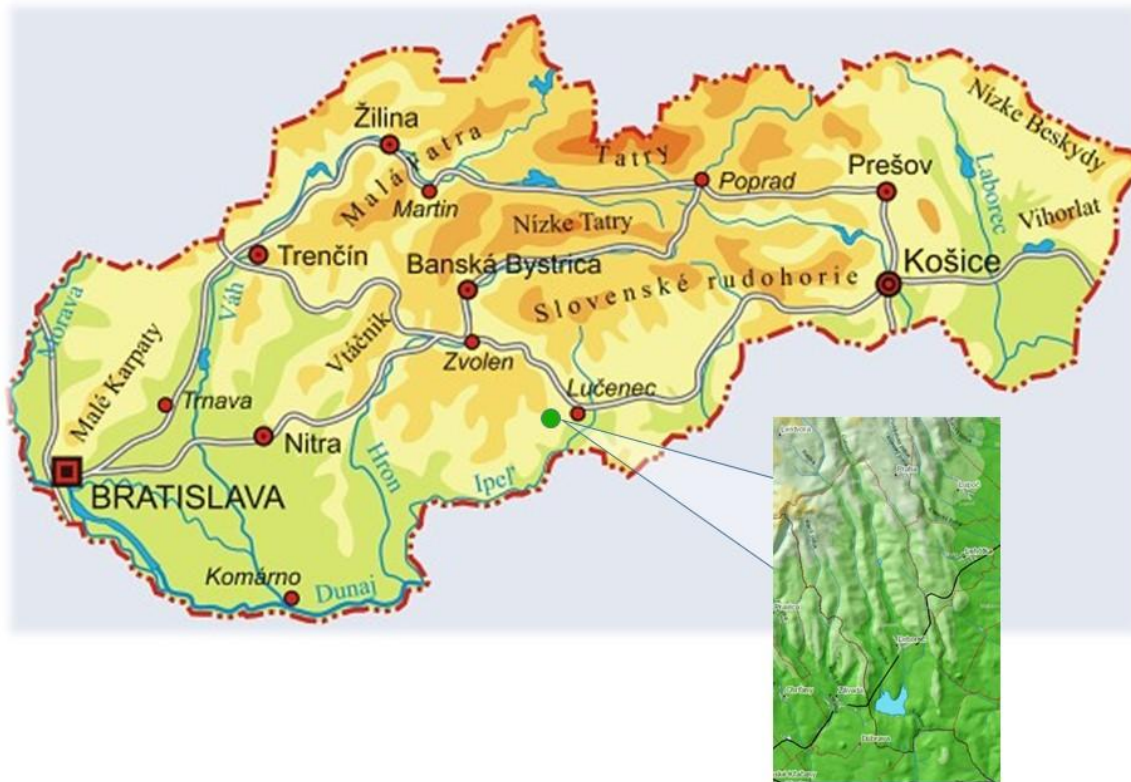 Nízke Beskydy
Žilina
Malá Fatra
Tatry
Laborec
Prešov
Poprad
Martin
Vihorlat
Nízke Tatry
Trenčín
Košice
Banská Bystrica
Váh
Slovenské rudohorie
Morava
Vtáčnik
Zvolen
Malé Karpaty
Lučenec
Trnava
Nitra
Hron
Ipeľ
BRATISLAVA
Komárno
Dunaj
Praha